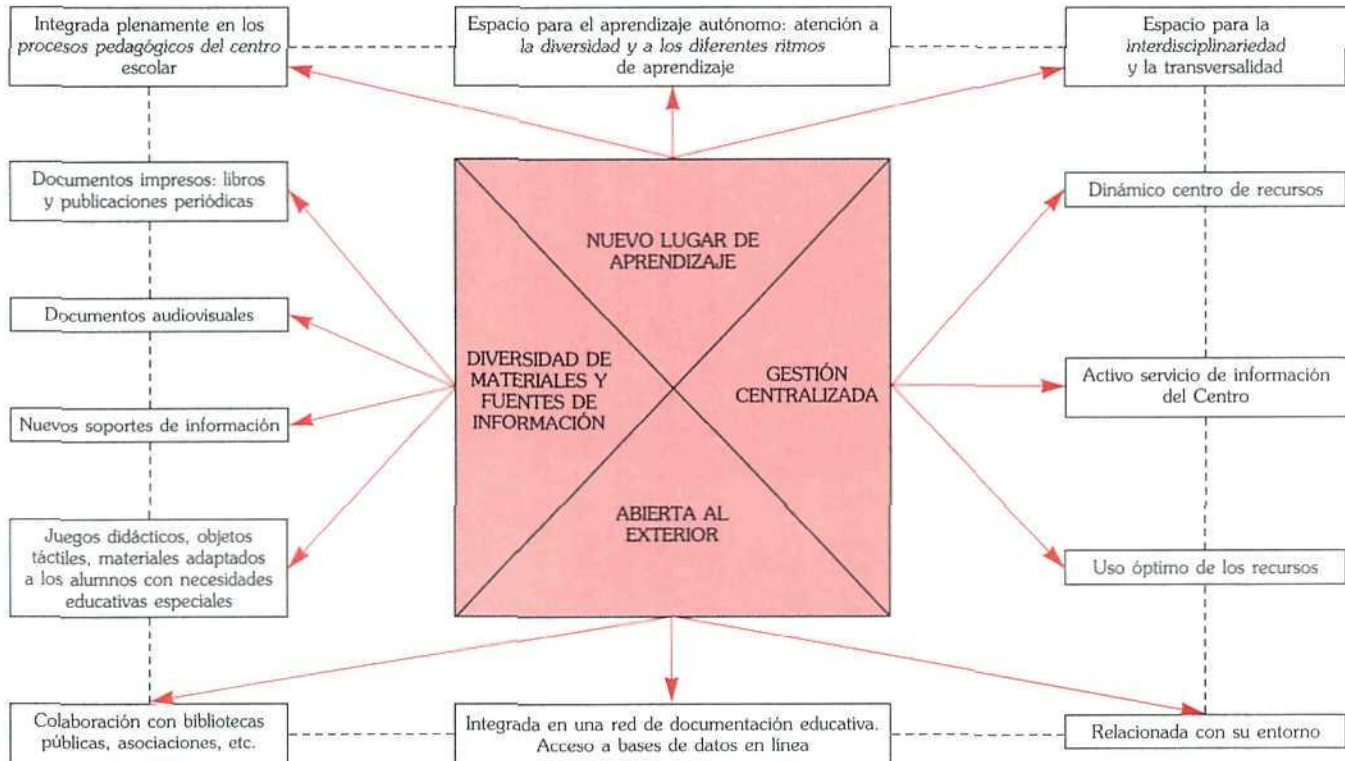 Integrada plenamente en los
procesos pedagógicos del centro
escolar
Espacio para el aprendizaje autónomo: atención a
la diversidad y a los diferentes ritmos
de aprendizaje
Espacio para la
interdisciplinariedad
y la transversalidad
Documentos impresos: libros
y publicaciones periódicas
Documentos audiovisuales
Nuevos soportes de información
Juegos didácticos, objetos
táctiles, materiales adaptados
a los alumnos con necesidades
educativas especiales
NUEVO LUGAR DE
APRENDIZAJE
DIVERSIDAD DE
MATERIALES Y
FUENTES DE
INFORMACIÓN
GESTIÓN
CENTRALIZADA
ABIERTA AL
EXTERIOR
Dinámico centro de recursos
Activo servicio de información
del Centro
Uso óptimo de los recursos
Colaboración con bibliotecas
públicas, asociaciones, etc.
Integrada en una red de documentación educativa.
Acceso a bases de datos en línea
Relacionada con su entorno